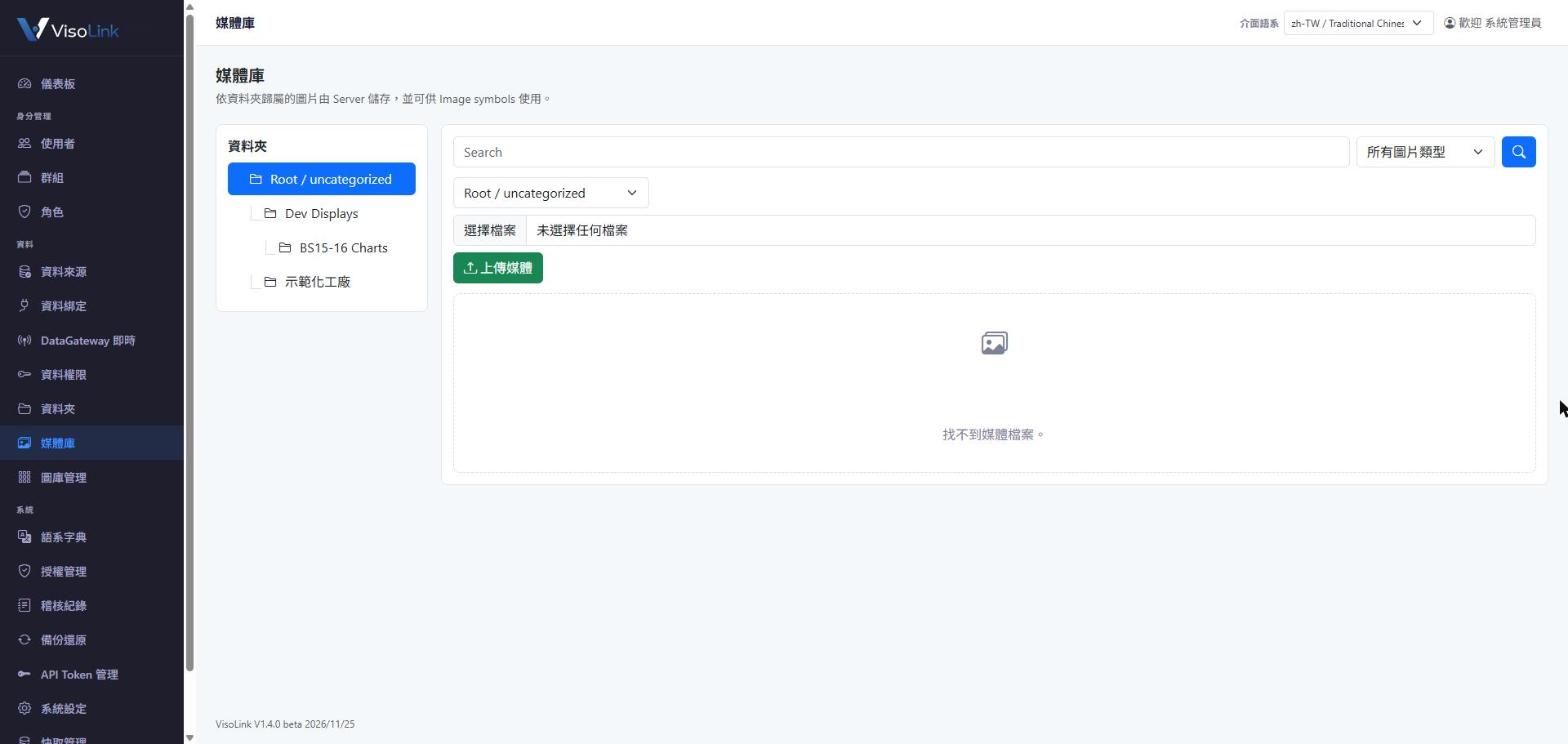 VisoLink
媒體庫
介面語系
zh-TW / Traditional Chines
歡迎 系統管理員
儀表板
身分管理
使用者
群組
角色
資料
資料來源
資料綁定
DataGateway 即時
資料權限
資料夾
媒體庫
圖庫管理
系統
語系字典
授權管理
稽核紀錄
備份還原
API Token 管理
系統設定
快取管理
媒體庫
依資料夾歸屬的圖片由 Server 儲存，並可供 Image symbols 使用。
資料夾
Root / uncategorized
Dev Displays
BS15-16 Charts
示範化工廠
Search
所有圖片類型
Root / uncategorized
選擇檔案 未選擇任何檔案
上傳媒體
找不到媒體檔案。
VisoLink V1.4.0 beta 2026/11/25